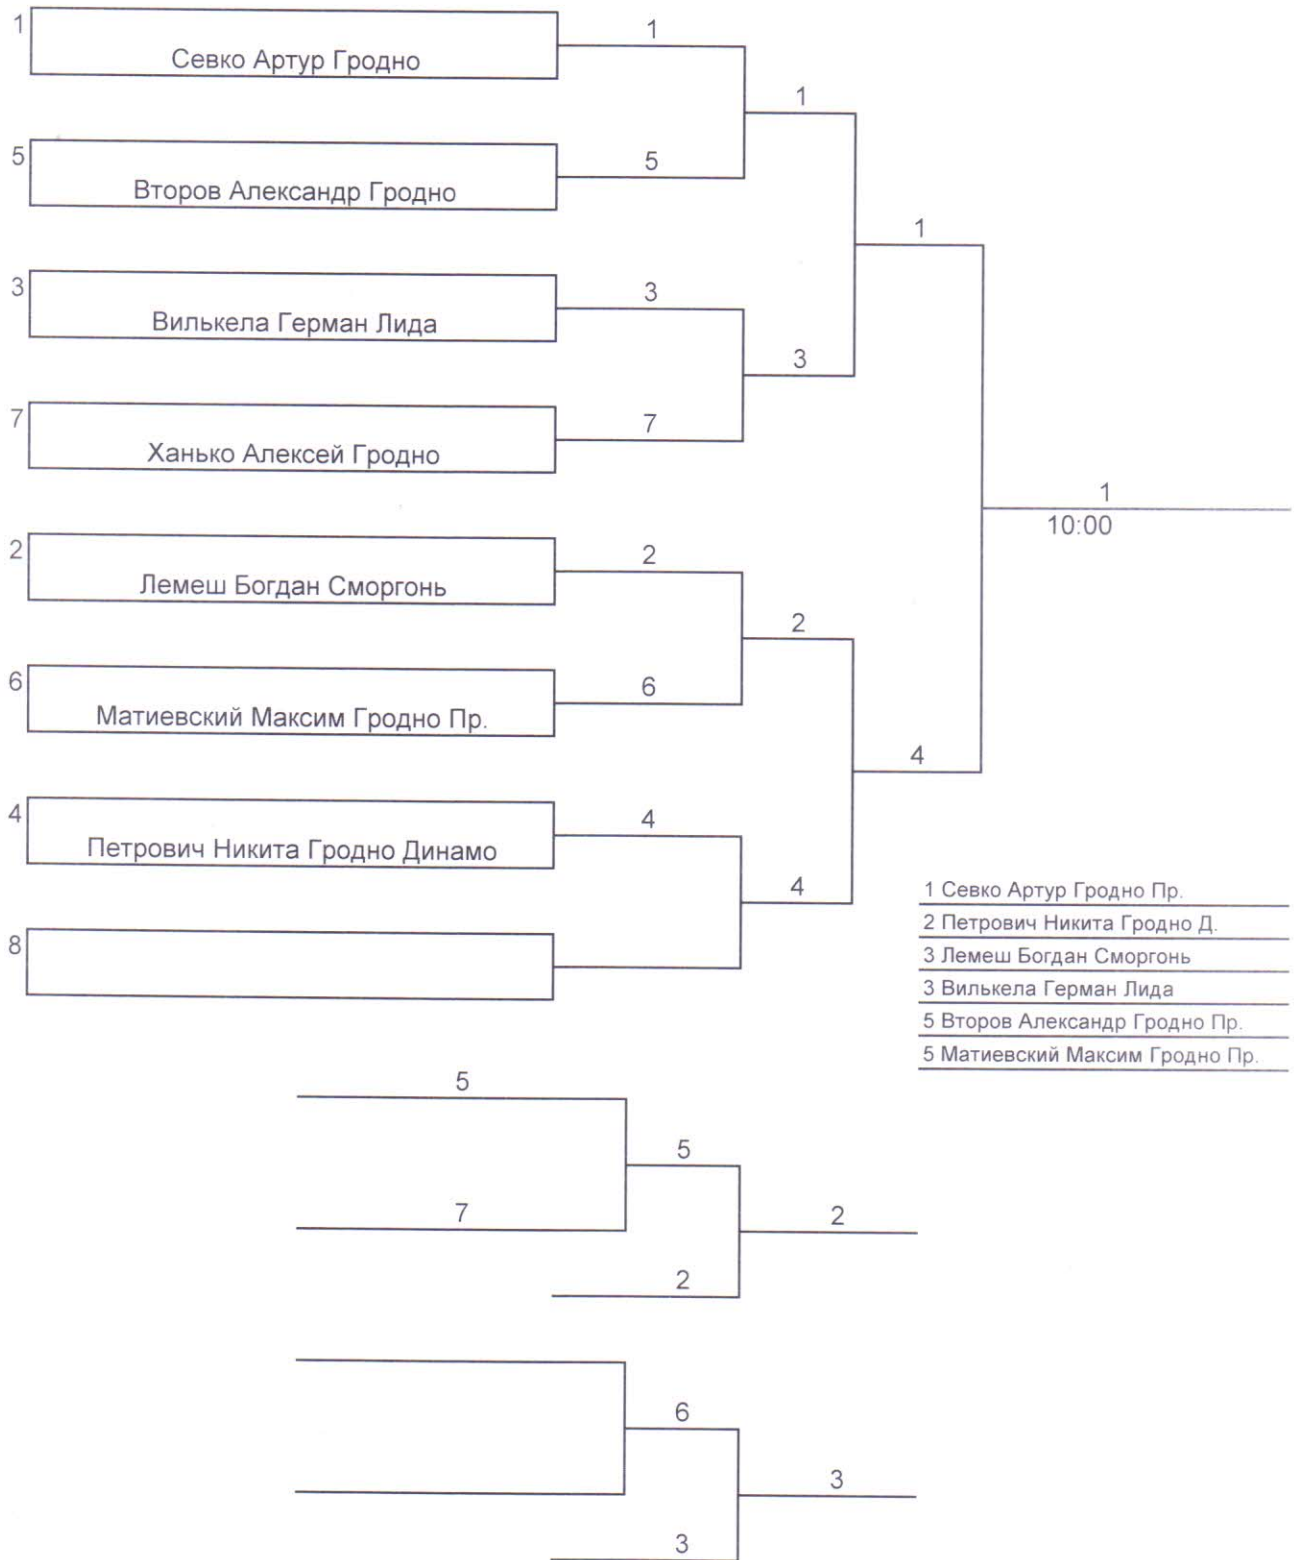 1
Севко Артур Гродно
1
1
5
Второв Александр Гродно
5
1
3
Вилькела Герман Лида
3
3
7
Ханько Алексей Гродно
7
1
10:00
2
Лемеш Богдан Сморгонь
2
2
6
Матиевский Максим Гродно Пр.
6
4
4
Петрович Никита Гродно Динамо
4
4
8
1 Севко Артур Гродно Пр.
2 Петрович Никита Гродно Д.
3 Лемеш Богдан Сморгонь
3 Вилькела Герман Лида
5 Второв Александр Гродно Пр.
5 Матиевский Максим Гродно Пр.
5
5
7
2
2
6
3
3